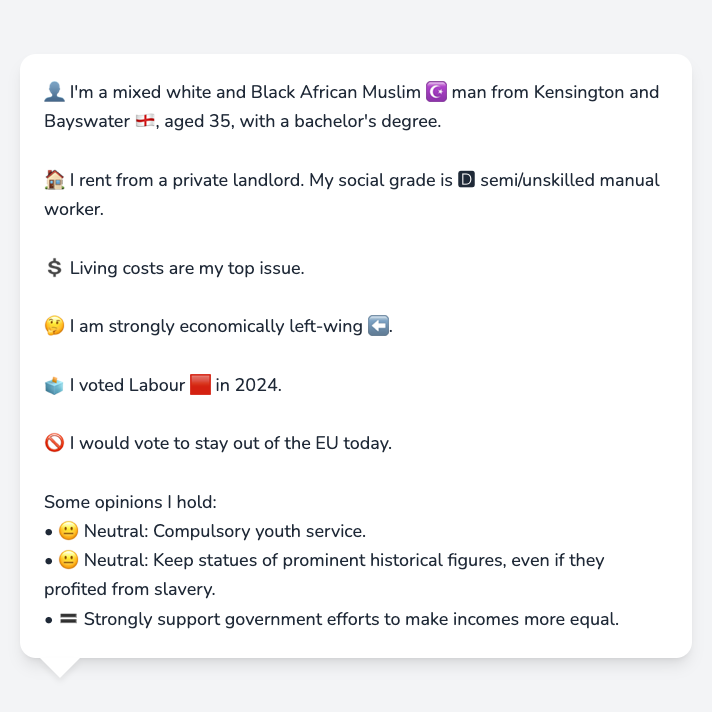 👤 I'm a mixed white and Black African Muslim ☪️ man from Kensington and
Bayswater 🏴󠁧󠁢󠁥󠁮󠁧󠁿, aged 35, with a bachelor's degree.
🏠 I rent from a private landlord. My social grade is 🅳 semi/unskilled manual
worker.
💲 Living costs are my top issue.
🤔 I am strongly economically left-wing ⬅️.
🗳️ I voted Labour 🟥 in 2024.
🚫 I would vote to stay out of the EU today.
Some opinions I hold:
• 😐 Neutral: Compulsory youth service.
• 😐 Neutral: Keep statues of prominent historical figures, even if they
profited from slavery.
• 🟰 Strongly support government efforts to make incomes more equal.